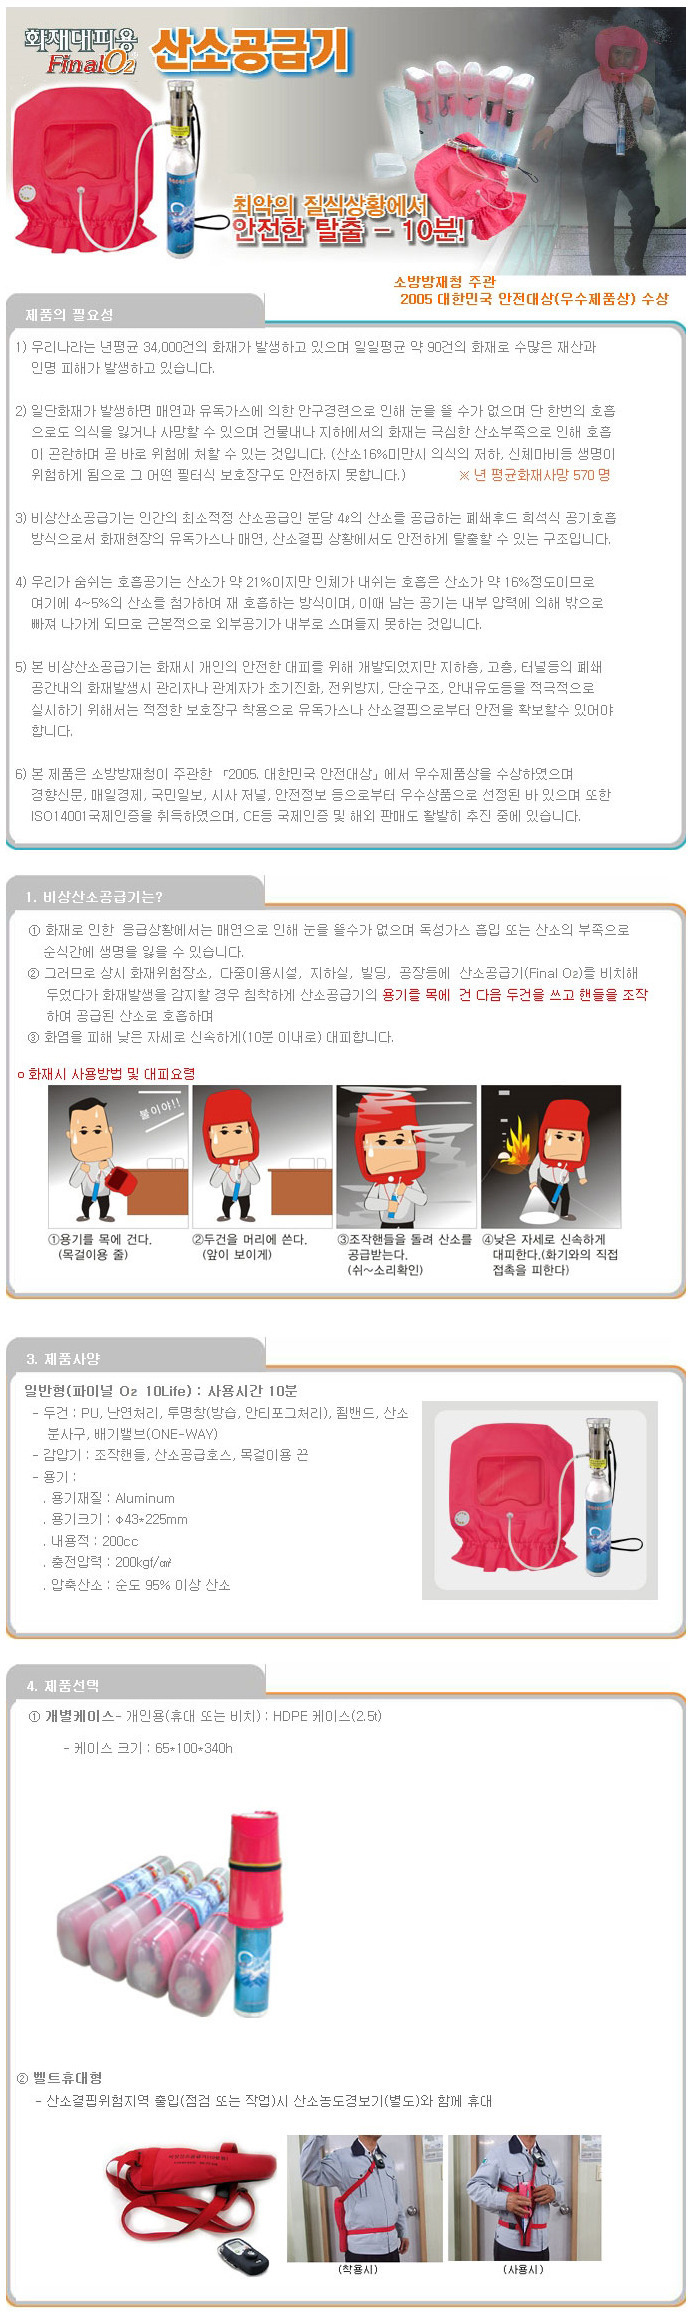 화재대피용
Final O₂
산소공급기
최악의 질식상황에서
안전한 탈출 - 10분!
소방방재청 주관
2005 대한민국 안전대상(우수제품상) 수상
제품의 필요성
1) 우리나라는 년평균 34,000건의 화재가 발생하고 있으며 일일평균 약 90건의 화재로 수많은 재산과
인명 피해가 발생하고 있습니다.
2) 일단화재가 발생하면 매연과 유독가스에 의한 안구경련으로 인해 눈을 뜰 수가 없으며 단 한번의 호흡
으로도 의식을 잃거나 사망할 수 있으며 건물내나 지하에서의 화재는 극심한 산소부족으로 인해 호흡
이 곤란하며 곧 바로 위험에 처할 수 있는 것입니다. (산소16%미만시 의식의 저하, 신체마비등 생명이
위험하게 됨으로 그 어떤 필터식 보호장구도 안전하지 못합니다.) ※ 년 평균화재사망 570 명
3) 비상산소공급기는 인간의 최소적정 산소공급인 분당 4ℓ의 산소를 공급하는 폐쇄후드 희석식 공기호흡
방식으로서 화재현장의 유독가스나 매연, 산소결핍 상황에서도 안전하게 탈출할 수 있는 구조입니다.
4) 우리가 숨쉬는 호흡공기는 산소가 약 21%이지만 인체가 내쉬는 호흡은 산소가 약 16%정도이므로
여기에 4~5%의 산소를 첨가하여 재 호흡하는 방식이며, 이때 남는 공기는 내부 압력에 의해 밖으로
빠져 나가게 되므로 근본적으로 외부공기가 내부로 스며들지 못하는 것입니다.
5) 본 비상산소공급기는 화재시 개인의 안전한 대피를 위해 개발되었지만 지하층, 고층, 터널등의 폐쇄
공간내의 화재발생시 관리자나 관계자가 초기진화, 전위방지, 단순구조, 안내유도등을 적극적으로
실시하기 위해서는 적정한 보호장구 착용으로 유독가스나 산소결핍으로부터 안전을 확보할수 있어야
합니다.
6) 본 제품은 소방방재청이 주관한 「2005. 대한민국 안전대상」에서 우수제품상을 수상하였으며
경향신문, 매일경제, 국민일보, 시사 저널, 안전정보 등으로부터 우수상품으로 선정된 바 있으며 또한
ISO14001국제인증을 취득하였으며, CE등 국제인증 및 해외 판매도 활발히 추진 중에 있습니다.
1. 비상산소공급기는?
① 화재로 인한 응급상황에서는 매연으로 인해 눈을 뜰수가 없으며 독성가스 흡입 또는 산소의 부족으로
순식간에 생명을 잃을 수 있습니다.
② 그러므로 상시 화재위험장소, 다중이용시설, 지하실, 빌딩, 공장등에 산소공급기(Final O₂)를 비치해
두었다가 화재발생을 감지할 경우 침착하게 산소공급기의 용기를 목에 건 다음 두건을 쓰고 핸들을 조작
하여 공급된 산소로 호흡하며
③ 화염을 피해 낮은 자세로 신속하게(10분 이내로) 대피합니다.
o 화재시 사용방법 및 대피요령
불이야!!
①용기를 목에 건다.
(목걸이용 줄)
②두건을 머리에 쓴다.
(앞이 보이게)
③조작핸들을 돌려 산소를
공급받는다.
(쉬~소리확인)
④낮은 자세로 신속하게
대피한다.(화기와의 직접
접촉을 피한다)
3. 제품사양
일반형(파이널 O₂ 10Life) : 사용시간 10분
- 두건 : PU, 난연처리, 투명창(방습, 안티포그처리), 죔밴드, 산소
분사구, 배기밸브(ONE-WAY)
- 감압기 : 조작핸들, 산소공급호스, 목걸이용 끈
- 용기 :
. 용기재질 : Aluminum
. 용기크기 : Φ43*225mm
. 내용적 : 200cc
. 충전압력 : 200kgf/㎠
. 압축산소 : 순도 95% 이상 산소
4. 제품선택
① 개별케이스- 개인용(휴대 또는 비치) : HDPE 케이스(2.5t)
- 케이스 크기 : 65*100*340h
② 벨트휴대형
- 산소결핍위험지역 출입(점검 또는 작업)시 산소농도경보기(별도)와 함께 휴대
(착용시)
(사용시)